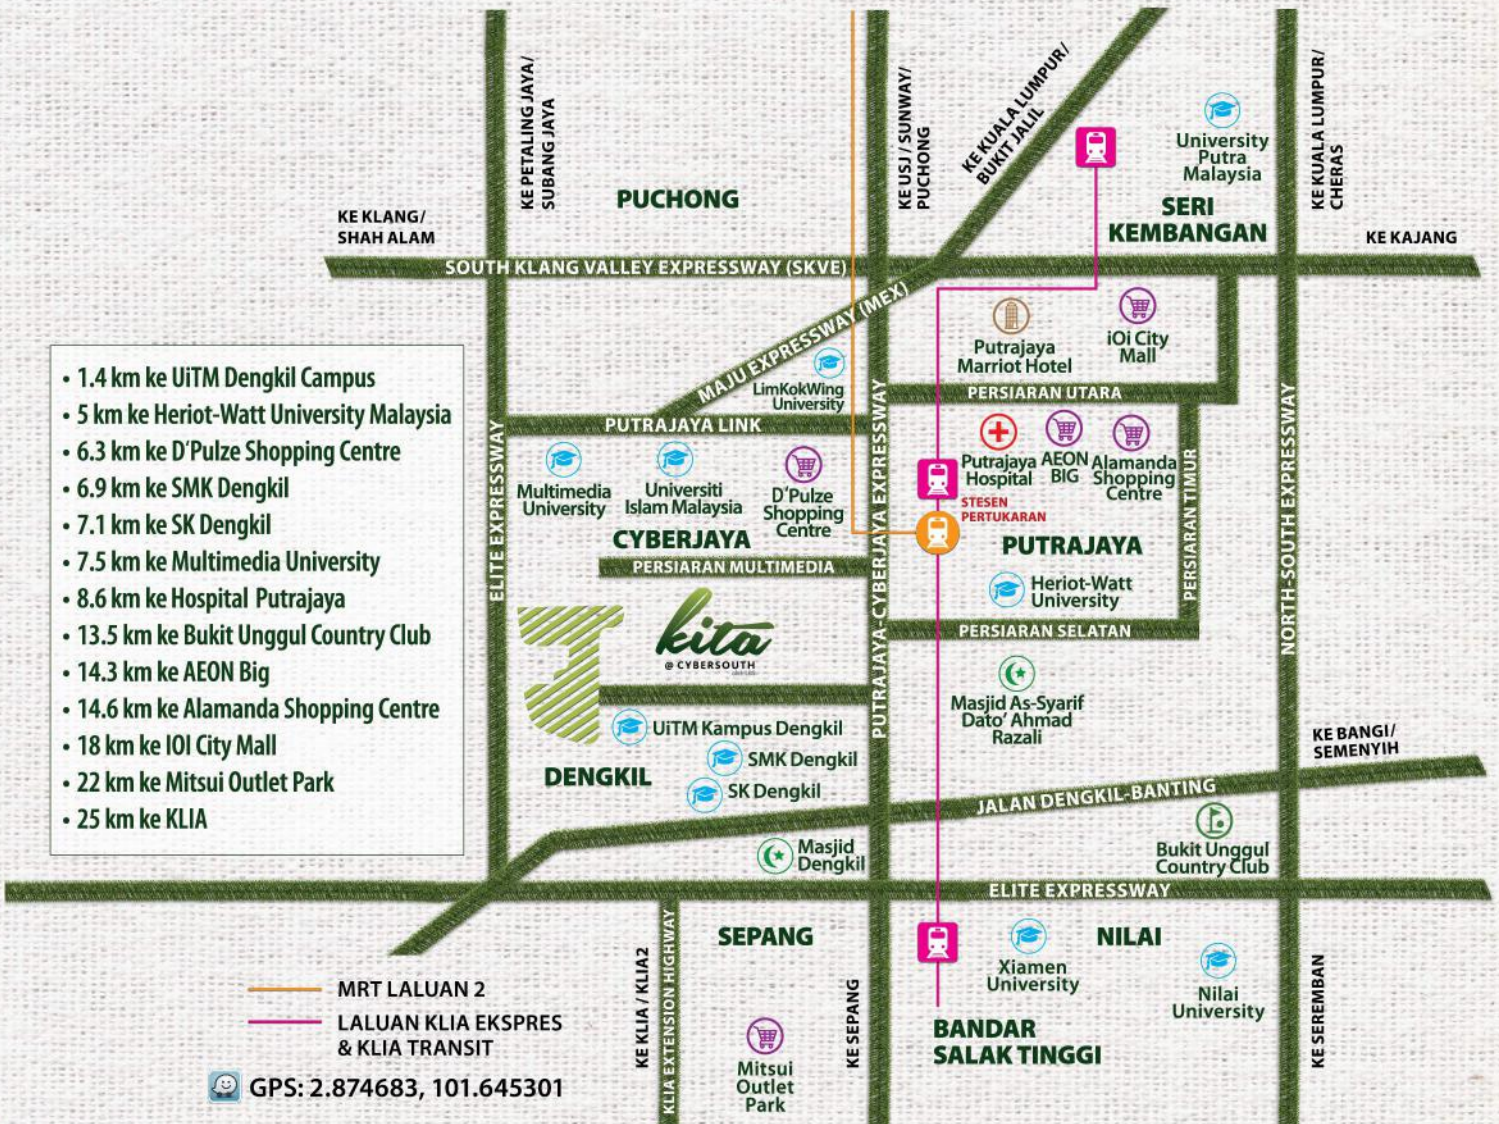 KE PETALING JAYA/
SUBANG JAYA
KE USJ / SUNWAY/
PUCHONG
KE KUALA LUMPUR/
BUKIT JALIL
KE KUALA LUMPUR/
CHERAS
University
Putra
Malaysia
PUCHONG
SERI
KEMBANGAN
KE KLANG/
SHAH ALAM
KE KAJANG
SOUTH KLANG VALLEY EXPRESSWAY (SKVE)
MAJU EXPRESSWAY (MEX)
Putrajaya
Marriot Hotel
iOi City
Mall
LimKokWing
University
PERSIARAN UTARA
PUTRAJAYA LINK
ELITE EXPRESSWAY
PUTRAJAYA-CYBERJAYA EXPRESSWAY
NORTH-SOUTH EXPRESSWAY
PERSIARAN TIMUR
• 1.4 km ke UiTM Dengkil Campus
• 5 km ke Heriot-Watt University Malaysia
• 6.3 km ke D'Pulze Shopping Centre
• 6.9 km ke SMK Dengkil
• 7.1 km ke SK Dengkil
• 7.5 km ke Multimedia University
• 8.6 km ke Hospital Putrajaya
• 13.5 km ke Bukit Unggul Country Club
• 14.3 km ke AEON Big
• 14.6 km ke Alamanda Shopping Centre
• 18 km ke IOI City Mall
• 22 km ke Mitsui Outlet Park
• 25 km ke KLIA
Multimedia
University
Universiti
Islam Malaysia
D'Pulze
Shopping
Centre
Putrajaya
Hospital
AEON
BIG
Alamanda
Shopping
Centre
STESEN
PERTUKARAN
CYBERJAYA
PUTRAJAYA
PERSIARAN MULTIMEDIA
Heriot-Watt
University
kita
@ CYBERSOUTH
PERSIARAN SELATAN
Masjid As-Syarif
Dato' Ahmad
Razali
UiTM Kampus Dengkil
SMK Dengkil
SK Dengkil
DENGKIL
KE BANGI/
SEMENYIH
JALAN DENGKIL-BANTING
Masjid
Dengkil
Bukit Unggul
Country Club
ELITE EXPRESSWAY
SEPANG
NILAI
Xiamen
University
Nilai
University
KE KLIA / KLIA2
KLIA EXTENSION HIGHWAY
KE SEPANG
KE SEREMBAN
BANDAR
SALAK TINGGI
Mitsui
Outlet
Park
MRT LALUAN 2
LALUAN KLIA EKSPRES
& KLIA TRANSIT
GPS: 2.874683, 101.645301